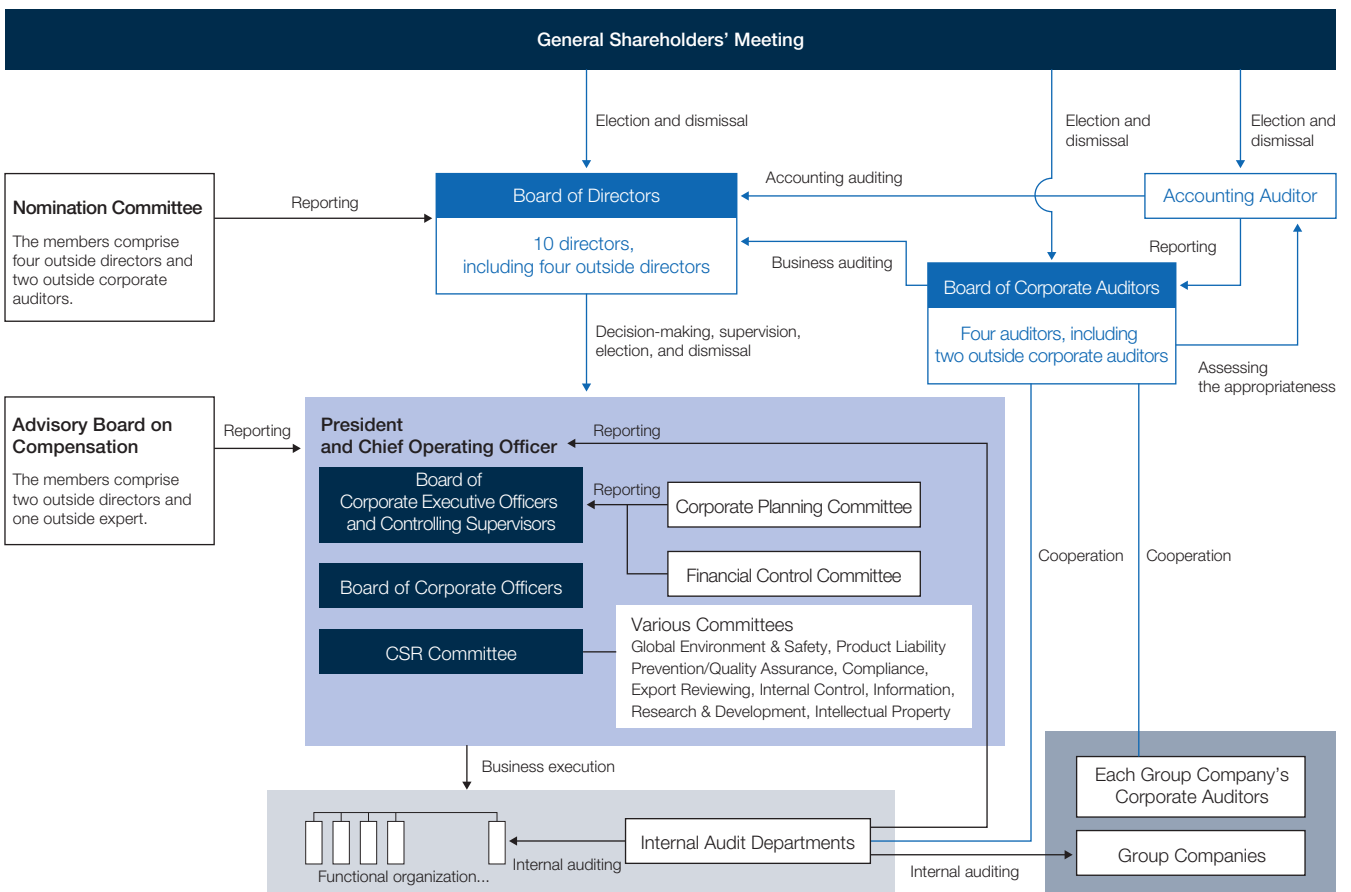 General Shareholders’ Meeting
Election and dismissal
Election and
dismissal
Election and
dismissal
Nomination Committee
The members comprise
four outside directors and
two outside corporate
auditors.
Reporting
Board of Directors
10 directors,
including four outside directors
Accounting auditing
Accounting Auditor
Business auditing
Reporting
Board of Corporate Auditors
Four auditors, including
two outside corporate auditors
Assessing
the appropriateness
Decision-making, supervision,
election, and dismissal
Advisory Board on
Compensation
The members comprise
two outside directors and
one outside expert.
Reporting
President
and Chief Operating Officer
Reporting
Board of
Corporate Executive Officers
and Controlling Supervisors
Reporting
Corporate Planning Committee
Financial Control Committee
Board of Corporate Officers
CSR Committee
Various Committees
Global Environment & Safety, Product Liability
Prevention/Quality Assurance, Compliance,
Export Reviewing, Internal Control, Information,
Research & Development, Intellectual Property
Cooperation
Cooperation
Business execution
Functional organization...
Internal auditing
Internal Audit Departments
Internal auditing
Each Group Company’s
Corporate Auditors
Group Companies